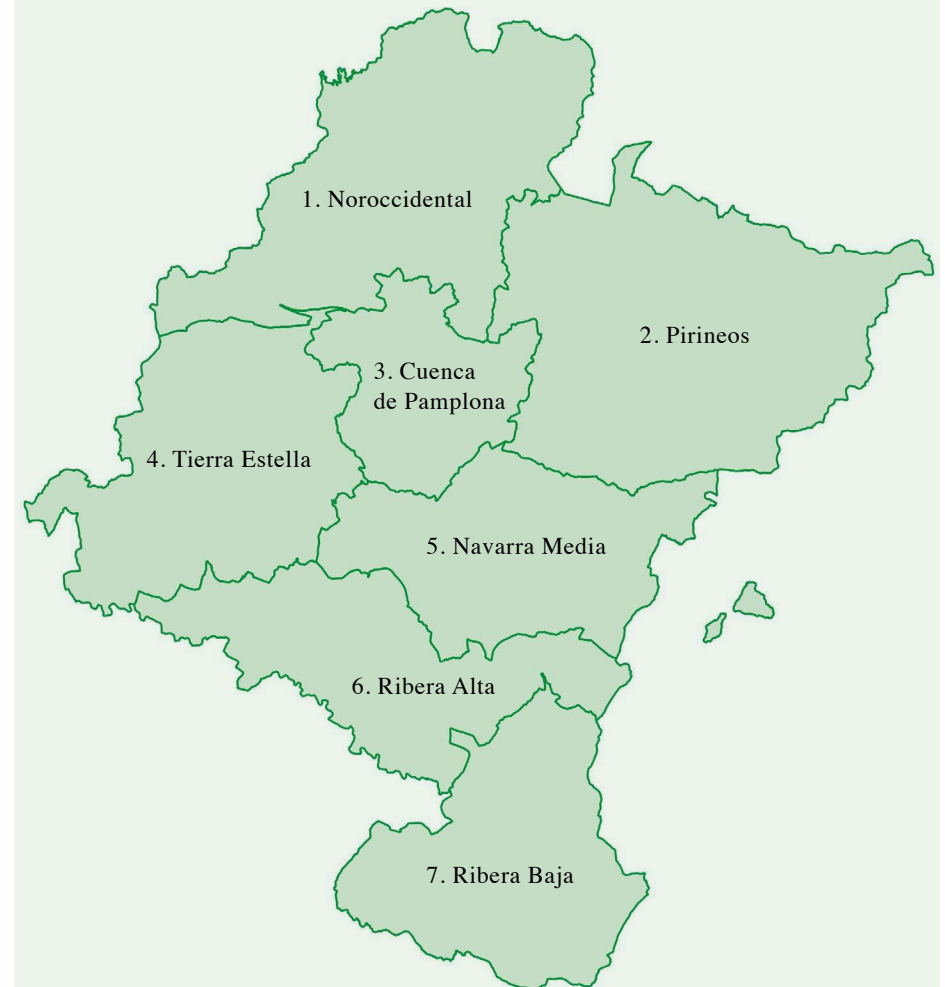 1. Noroccidental
2. Pirineos
3. Cuenca
de Pamplona
4. Tierra Estella
5. Navarra Media
6. Ribera Alta
7. Ribera Baja